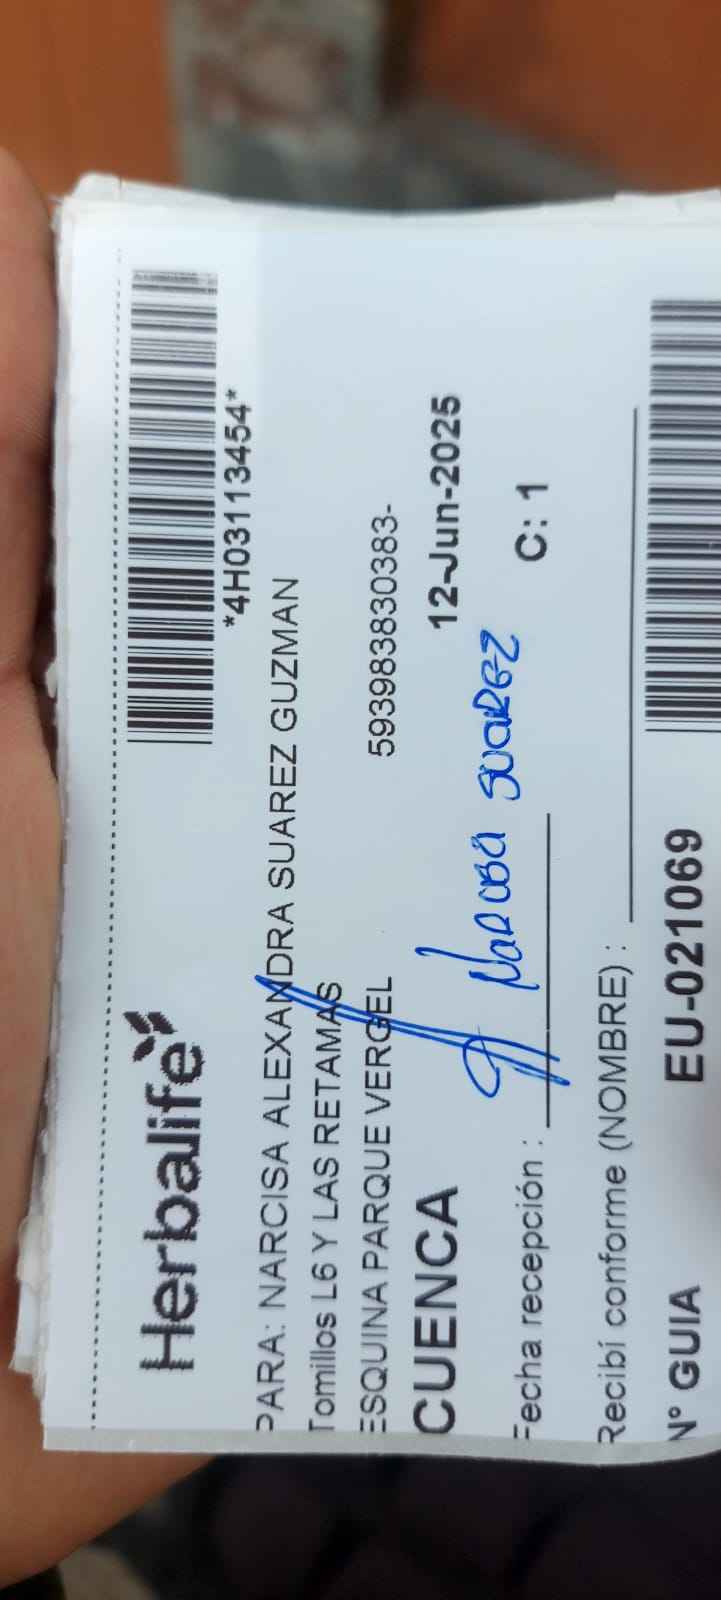 Herbalife
*4H03113454*
PARA: NARCISA ALEXANDRA SUAREZ GUZMAN
Tomillos L6 Y LAS RETAMAS
ESQUINA PARQUE VERGEL 593983830383-
CUENCA 12-Jun-2025
Narcisa Suarez
Fecha recepción : C: 1
Recibí conforme (NOMBRE) :
N° GUIA EU-021069